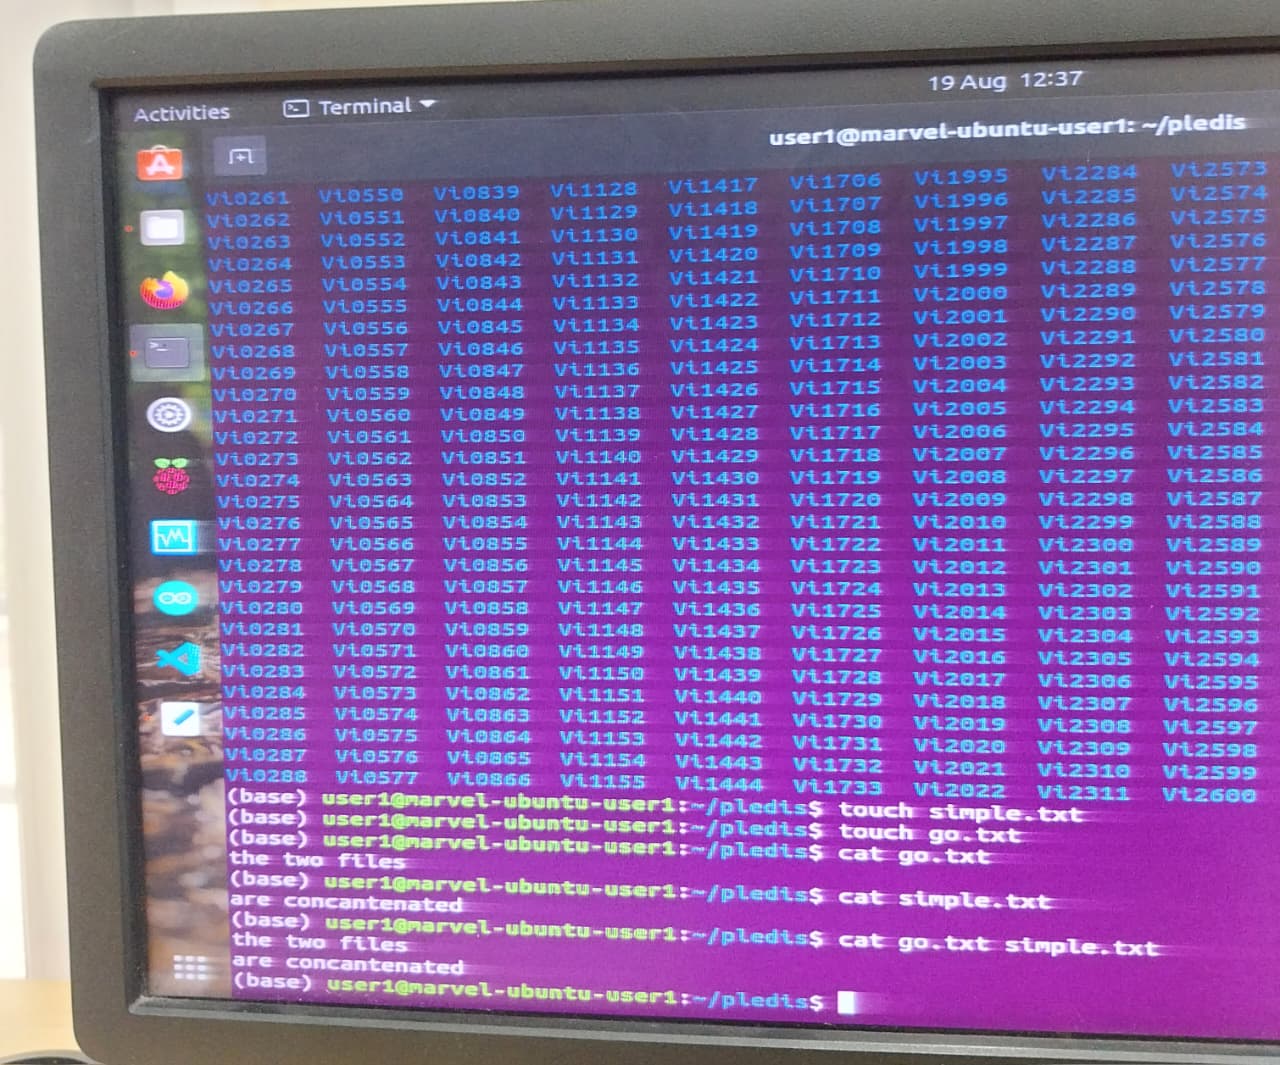 Activities Terminal 19 Aug 12:37
user1@marvel-ubuntu-user1: ~/pledis
Vi0261 Vi0550 Vi0839 Vi1128 Vi1417 Vi1706 Vi1995 Vi2284 Vi2573
Vi0262 Vi0551 Vi0840 Vi1129 Vi1418 Vi1707 Vi1996 Vi2285 Vi2574
Vi0263 Vi0552 Vi0841 Vi1130 Vi1419 Vi1708 Vi1997 Vi2286 Vi2575
Vi0264 Vi0553 Vi0842 Vi1131 Vi1420 Vi1709 Vi1998 Vi2287 Vi2576
Vi0265 Vi0554 Vi0843 Vi1132 Vi1421 Vi1710 Vi1999 Vi2288 Vi2577
Vi0266 Vi0555 Vi0844 Vi1133 Vi1422 Vi1711 Vi2000 Vi2289 Vi2578
Vi0267 Vi0556 Vi0845 Vi1134 Vi1423 Vi1712 Vi2001 Vi2290 Vi2579
Vi0268 Vi0557 Vi0846 Vi1135 Vi1424 Vi1713 Vi2002 Vi2291 Vi2580
Vi0269 Vi0558 Vi0847 Vi1136 Vi1425 Vi1714 Vi2003 Vi2292 Vi2581
Vi0270 Vi0559 Vi0848 Vi1137 Vi1426 Vi1715 Vi2004 Vi2293 Vi2582
Vi0271 Vi0560 Vi0849 Vi1138 Vi1427 Vi1716 Vi2005 Vi2294 Vi2583
Vi0272 Vi0561 Vi0850 Vi1139 Vi1428 Vi1717 Vi2006 Vi2295 Vi2584
Vi0273 Vi0562 Vi0851 Vi1140 Vi1429 Vi1718 Vi2007 Vi2296 Vi2585
Vi0274 Vi0563 Vi0852 Vi1141 Vi1430 Vi1719 Vi2008 Vi2297 Vi2586
Vi0275 Vi0564 Vi0853 Vi1142 Vi1431 Vi1720 Vi2009 Vi2298 Vi2587
Vi0276 Vi0565 Vi0854 Vi1143 Vi1432 Vi1721 Vi2010 Vi2299 Vi2588
Vi0277 Vi0566 Vi0855 Vi1144 Vi1433 Vi1722 Vi2011 Vi2300 Vi2589
Vi0278 Vi0567 Vi0856 Vi1145 Vi1434 Vi1723 Vi2012 Vi2301 Vi2590
Vi0279 Vi0568 Vi0857 Vi1146 Vi1435 Vi1724 Vi2013 Vi2302 Vi2591
Vi0280 Vi0569 Vi0858 Vi1147 Vi1436 Vi1725 Vi2014 Vi2303 Vi2592
Vi0281 Vi0570 Vi0859 Vi1148 Vi1437 Vi1726 Vi2015 Vi2304 Vi2593
Vi0282 Vi0571 Vi0860 Vi1149 Vi1438 Vi1727 Vi2016 Vi2305 Vi2594
Vi0283 Vi0572 Vi0861 Vi1150 Vi1439 Vi1728 Vi2017 Vi2306 Vi2595
Vi0284 Vi0573 Vi0862 Vi1151 Vi1440 Vi1729 Vi2018 Vi2307 Vi2596
Vi0285 Vi0574 Vi0863 Vi1152 Vi1441 Vi1730 Vi2019 Vi2308 Vi2597
Vi0286 Vi0575 Vi0864 Vi1153 Vi1442 Vi1731 Vi2020 Vi2309 Vi2598
Vi0287 Vi0576 Vi0865 Vi1154 Vi1443 Vi1732 Vi2021 Vi2310 Vi2599
Vi0288 Vi0577 Vi0866 Vi1155 Vi1444 Vi1733 Vi2022 Vi2311 Vi2600
(base) user1@marvel-ubuntu-user1:~/pledis$ touch simple.txt
(base) user1@marvel-ubuntu-user1:~/pledis$ touch go.txt
(base) user1@marvel-ubuntu-user1:~/pledis$ cat go.txt
the two files
(base) user1@marvel-ubuntu-user1:~/pledis$ cat simple.txt
are concantenated
(base) user1@marvel-ubuntu-user1:~/pledis$ cat go.txt simple.txt
the two files
are concantenated
(base) user1@marvel-ubuntu-user1:~/pledis$